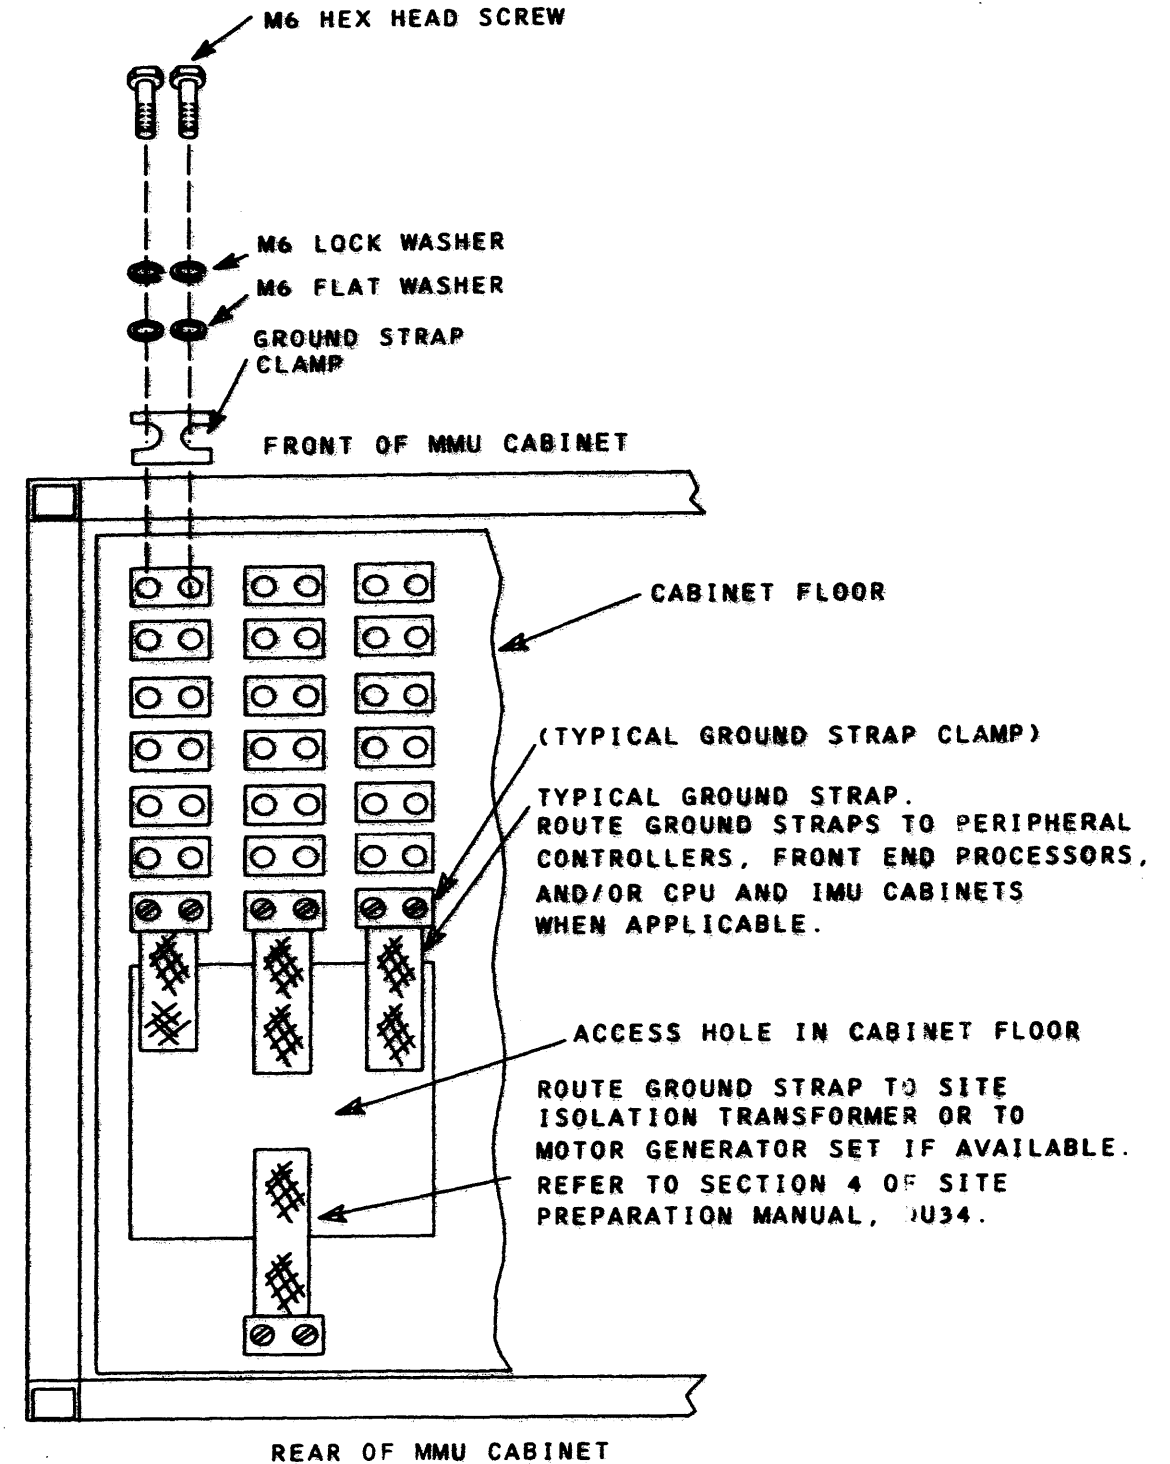 M6 HEX HEAD SCREW
M6 LOCK WASHER
M6 FLAT WASHER
GROUND STRAP
CLAMP
FRONT OF MMU CABINET
CABINET FLOOR
(TYPICAL GROUND STRAP CLAMP)
TYPICAL GROUND STRAP.
ROUTE GROUND STRAPS TO PERIPHERAL
CONTROLLERS, FRONT END PROCESSORS,
AND/OR CPU AND IMU CABINETS
WHEN APPLICABLE.
ACCESS HOLE IN CABINET FLOOR
ROUTE GROUND STRAP TO SITE
ISOLATION TRANSFORMER OR TO
MOTOR GENERATOR SET IF AVAILABLE.
REFER TO SECTION 4 OF SITE
PREPARATION MANUAL,
REAR OF MMU CABINET